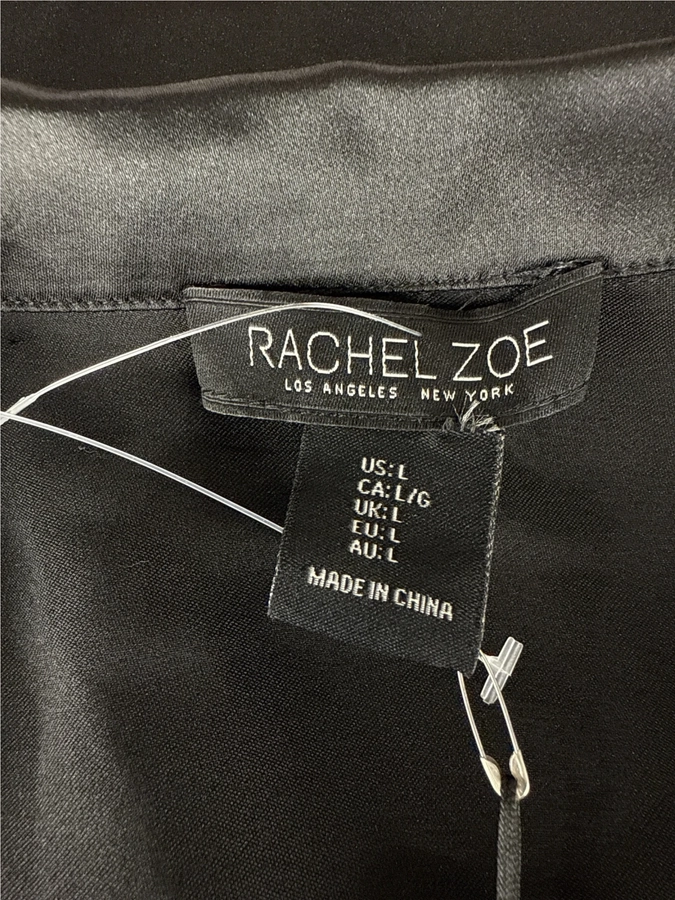 RACHEL ZOE
LOS ANGELES NEW YORK
US: L
CA: L/G
UK: L
EU: L
AU: L
MADE IN CHINA